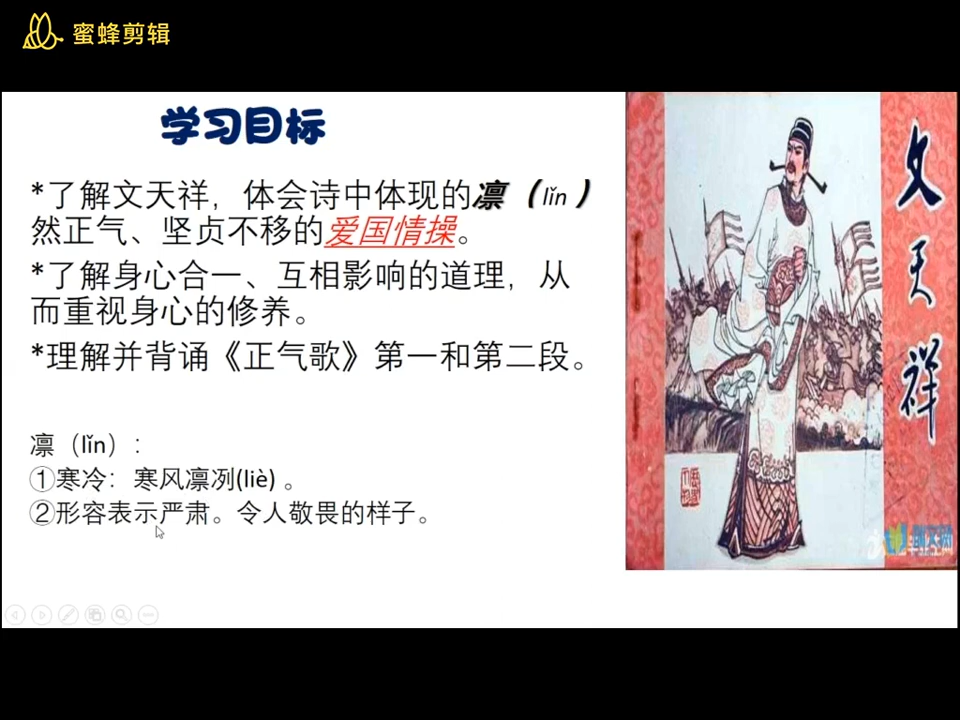 蜜蜂剪辑
学习目标
*了解文天祥，体会诗中体现的凛（lǐn）
然正气、坚贞不移的爱国情操。
*了解身心合一、互相影响的道理，从
而重视身心的修养。
*理解并背诵《正气歌》第一和第二段。
凛（lǐn）:
①寒冷：寒风凛冽(liè) 。
②形容表示严肃。令人敬畏的样子。
文天祥